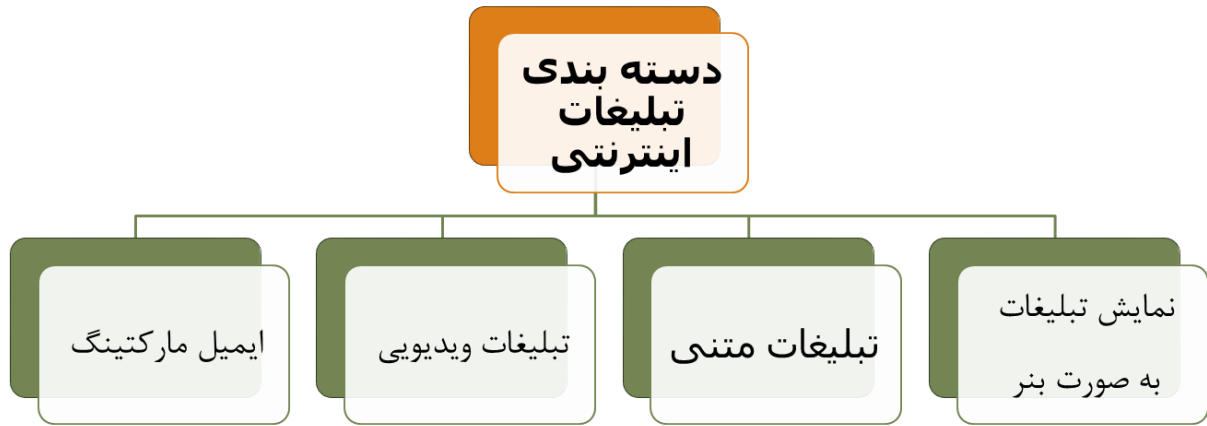 دسته بندی
تبلیغات
اینترنتی
نمایش تبلیغات
به صورت بنر
تبلیغات متنی
تبلیغات ویدیویی
ایمیل مارکتینگ